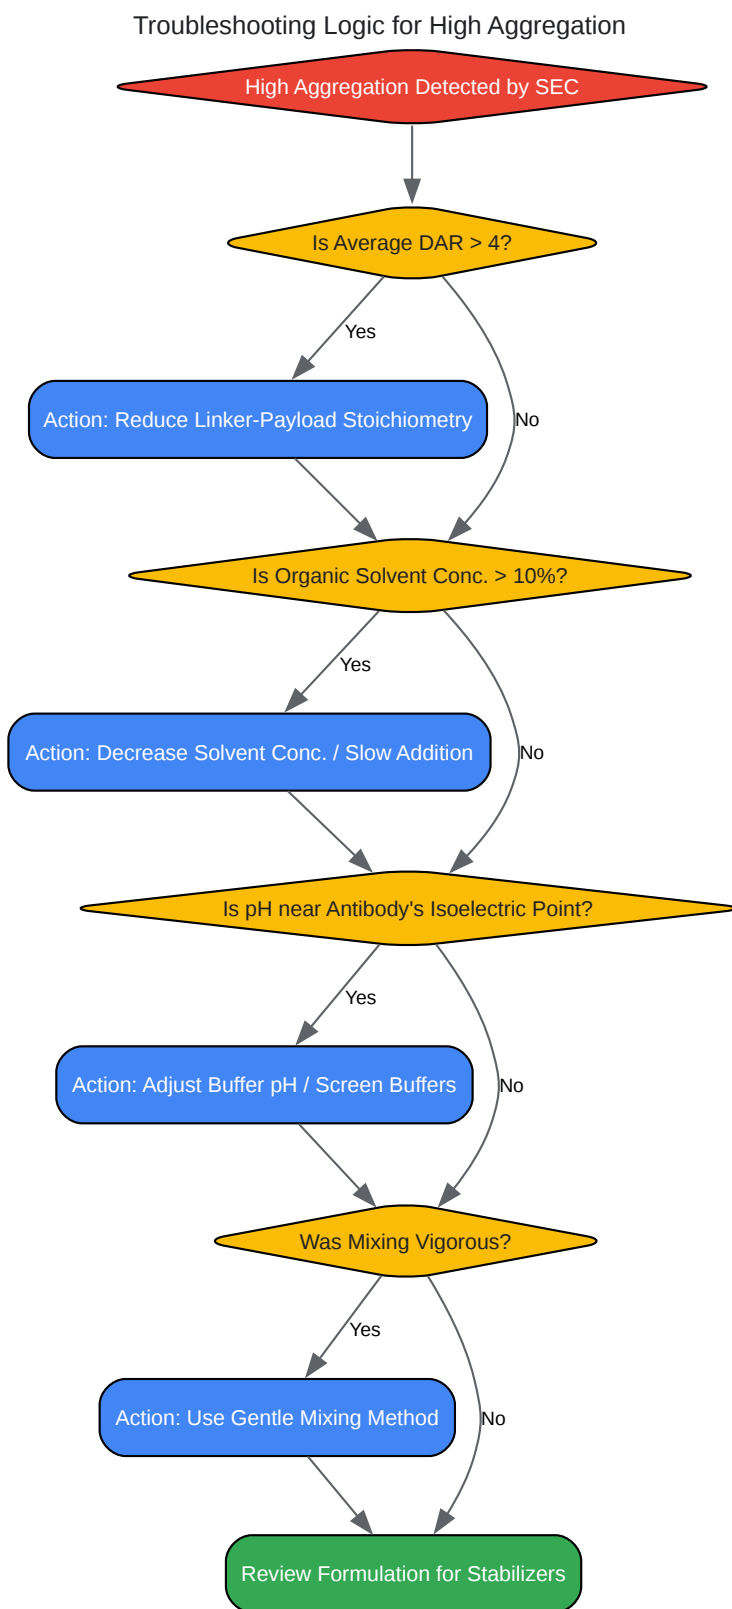 Troubleshooting Logic for High Aggregation
High Aggregation Detected by SEC
Is Average DAR > 4?
Yes
Action: Reduce Linker-Payload Stoichiometry
No
Is Organic Solvent Conc. > 10%?
Yes
Action: Decrease Solvent Conc. / Slow Addition
No
Is pH near Antibody's Isoelectric Point?
Yes
Action: Adjust Buffer pH / Screen Buffers
No
Was Mixing Vigorous?
Yes
Action: Use Gentle Mixing Method
No
Review Formulation for Stabilizers